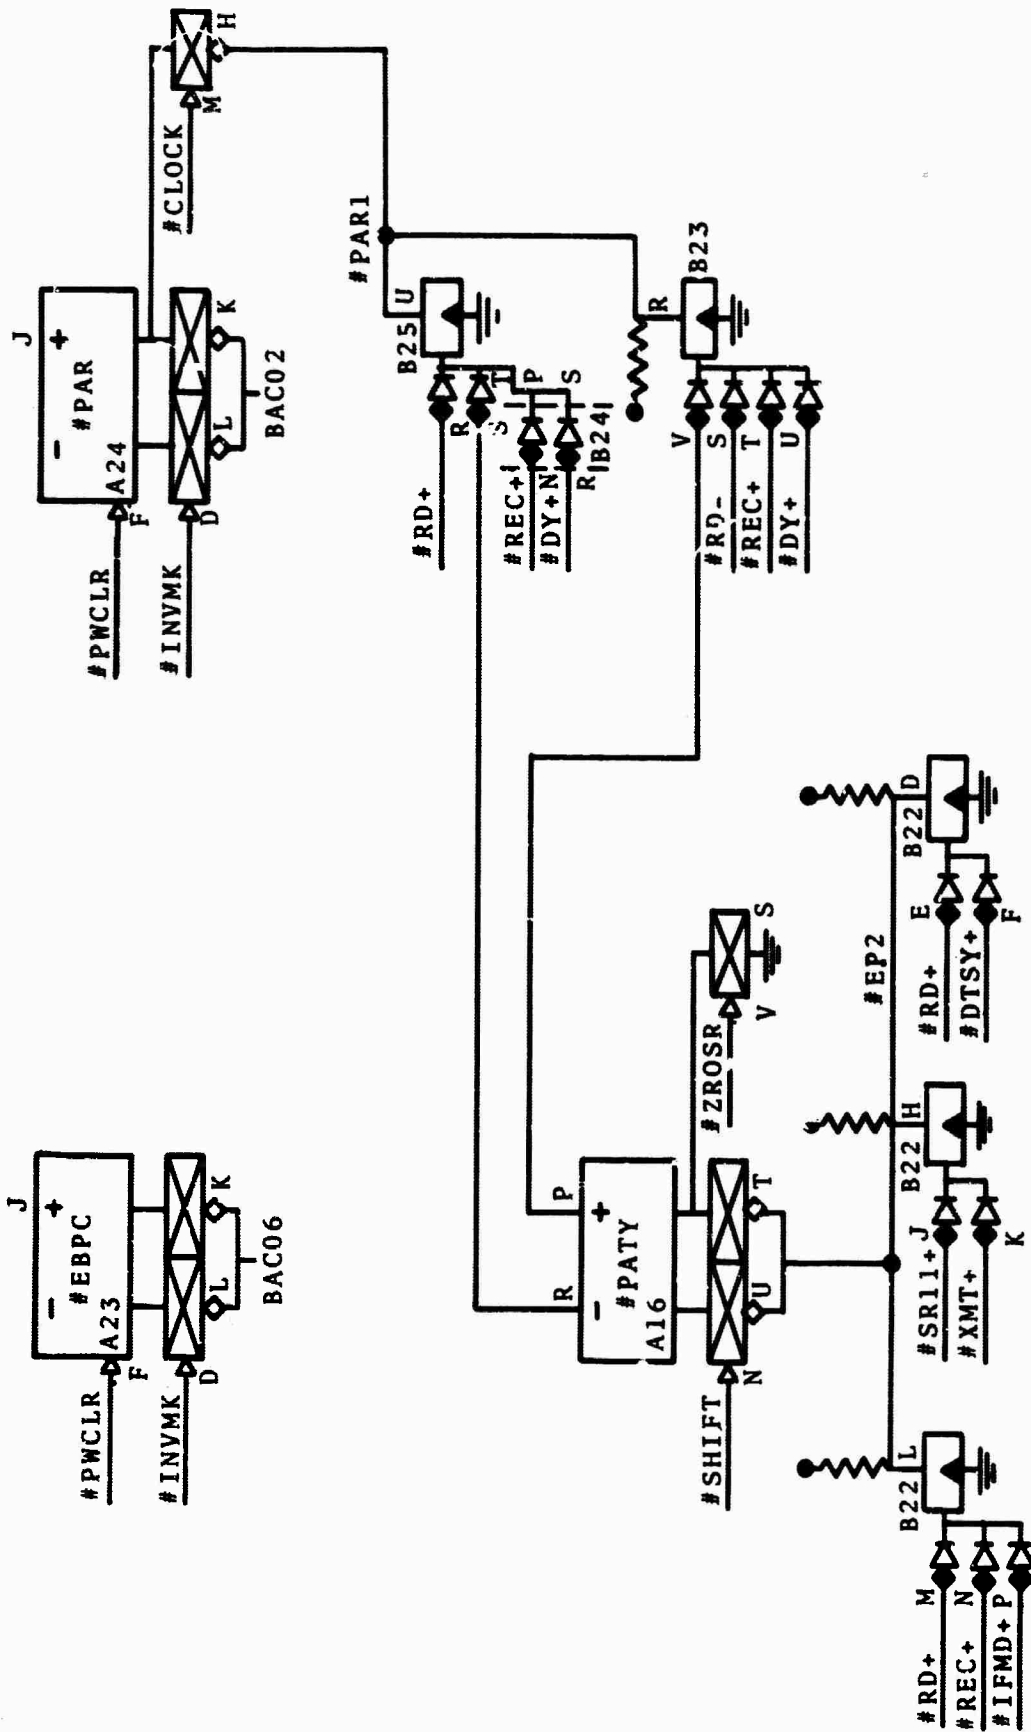 J
- +
#EBPC
A23
#PWCLR
F
#INVMK
D
L K
BAC06
J
- +
#PAR
A24
#PWCLR
F
#INVMK
D
L K
BAC02
#CLOCK
M
H
#PAR1
B25 U
#RD+
R
T
S
P
S
#REC+
#DY+N
R
B24
R
B23
V
S
#RD-
#REC+ T
#DY+ U
R P
- +
#PATY
A16
#SHIFT
N
U T
#ZROSR
V
S
#EP2
B22 L
#RD+ M
#REC+ N
#IFMD+ P
B22 H
#SR11+ J
#XMT+
K
B22 D
E
#RD+
#DTSY+
F